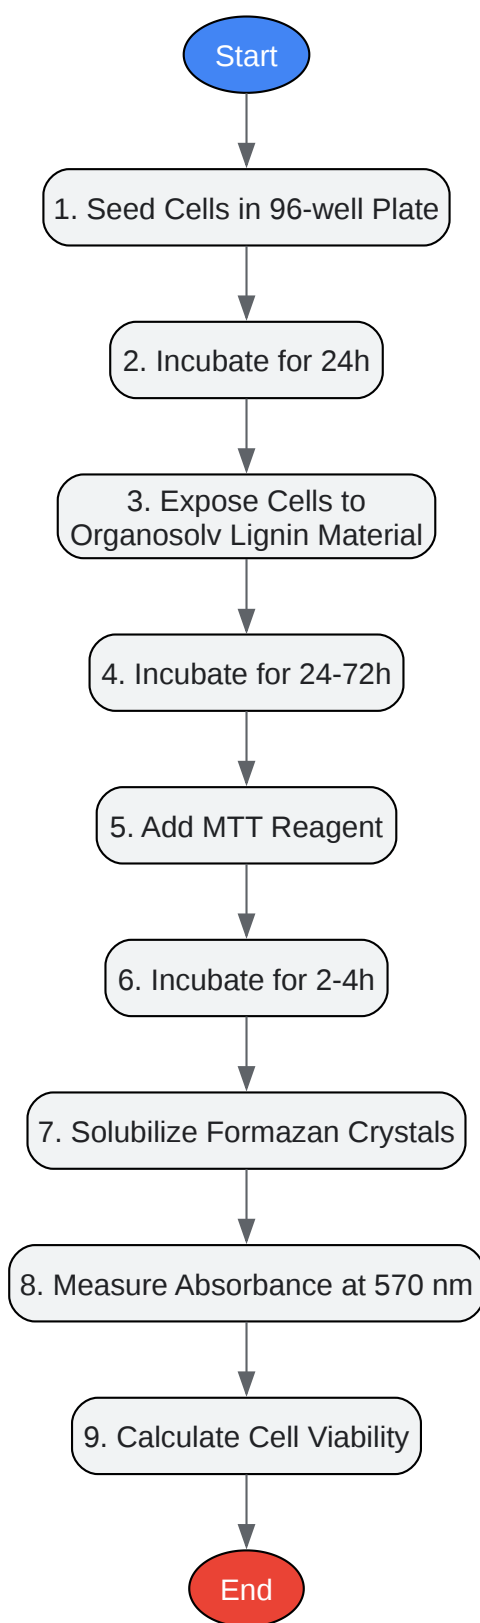 Start
1. Seed Cells in 96-well Plate
2. Incubate for 24h
3. Expose Cells to
Organosolv Lignin Material
4. Incubate for 24-72h
5. Add MTT Reagent
6. Incubate for 2-4h
7. Solubilize Formazan Crystals
8. Measure Absorbance at 570 nm
9. Calculate Cell Viability
End